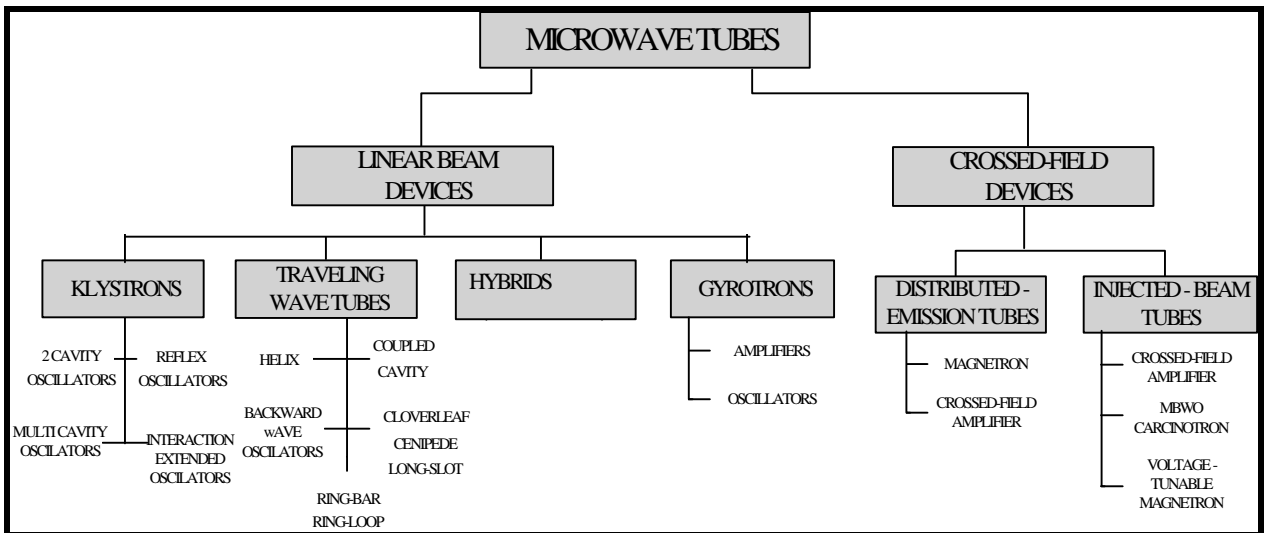 MICROWAVE TUBES
LINEAR BEAM
DEVICES
CROSSED-FIELD
DEVICES
KLYSTRONS
TRAVELING
WAVE TUBES
HYBRIDS
GYROTRONS
DISTRIBUTED -
EMISSION TUBES
INJECTED - BEAM
TUBES
2 CAVITY
OSCILLATORS
REFLEX
OSCILLATORS
MULTI CAVITY
OSCILATORS
INTERACTION
EXTENDED
OSCILATORS
HELIX
COUPLED
CAVITY
BACKWARD
wAVE
OSCILATORS
CLOVERLEAF
CENIPEDE
LONG-SLOT
RING-BAR
RING-LOOP
AMPLIFIERS
OSCILLATORS
MAGNETRON
CROSSED-FIELD
AMPLIFIER
CROSSED-FIELD
AMPLIFIER
MBWO
CARCINOTRON
VOLTAGE -
TUNABLE
MAGNETRON